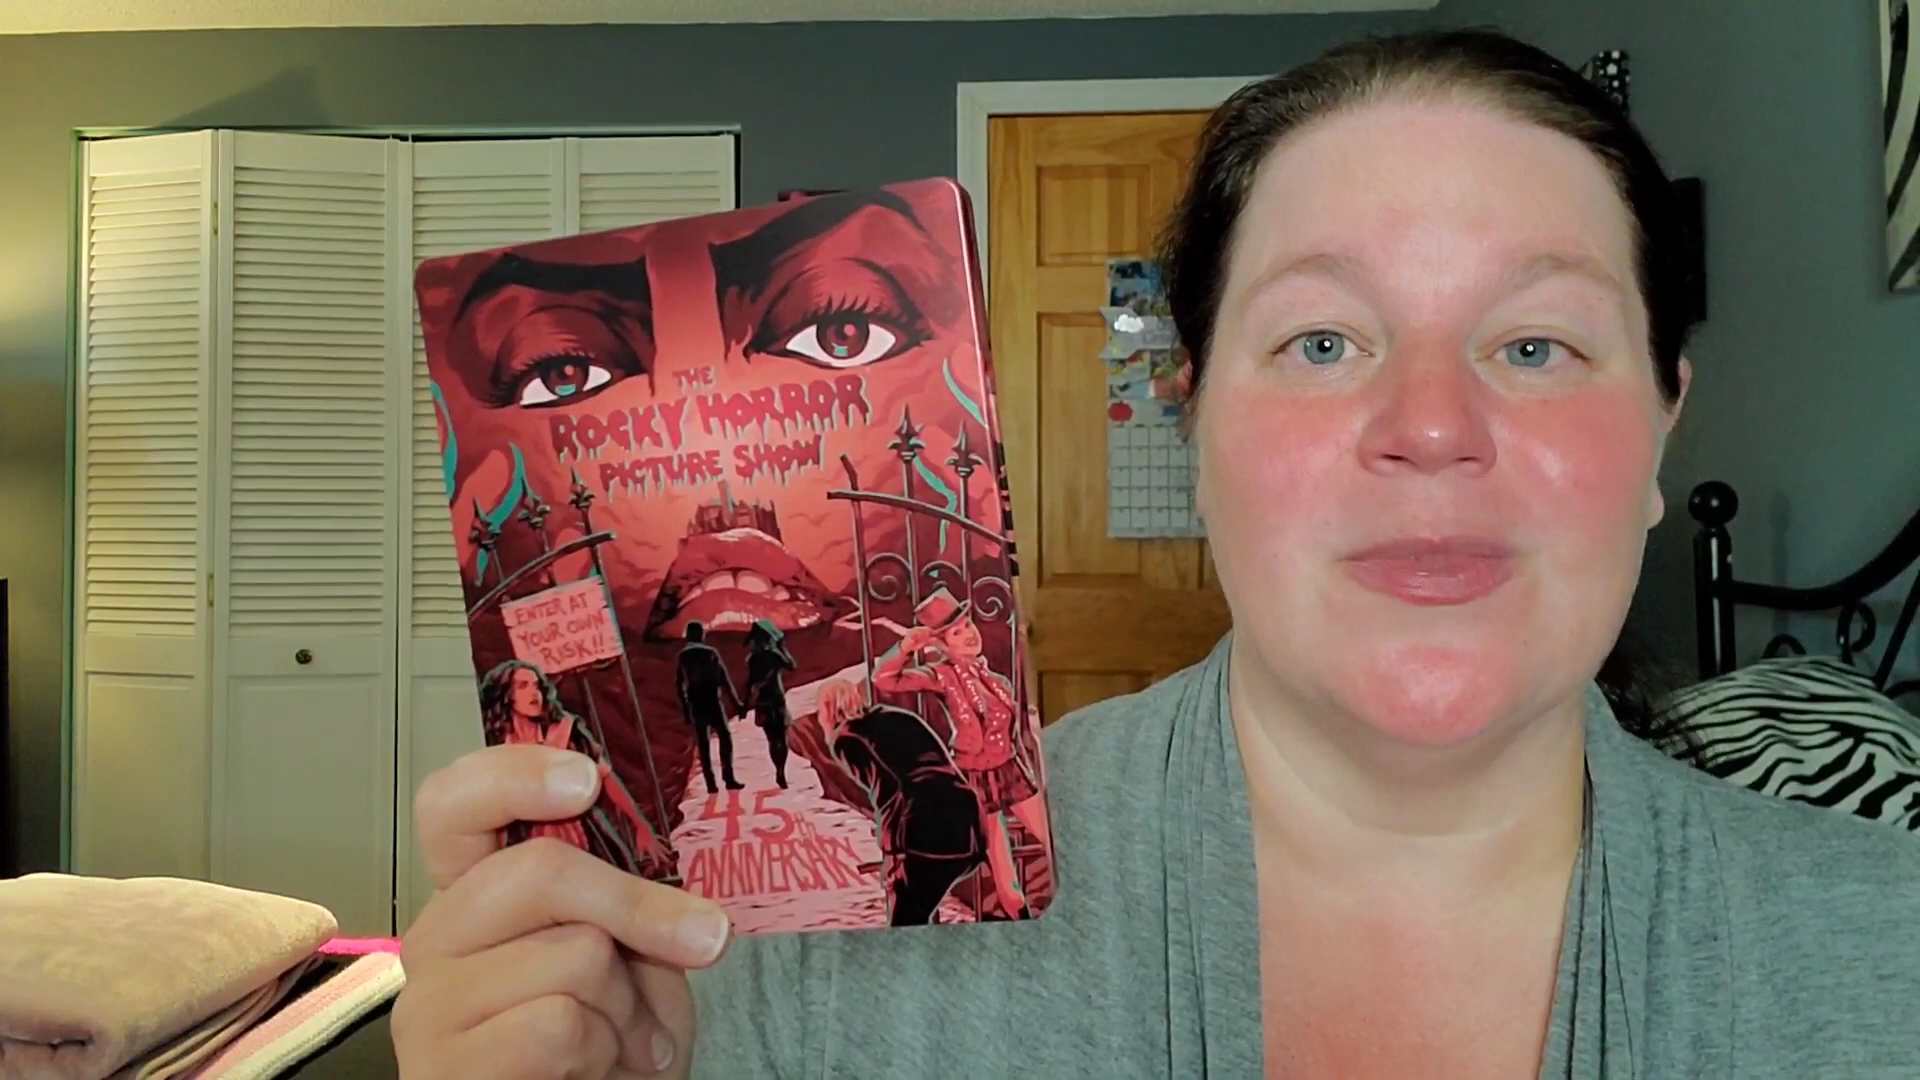 THE
ROCKY HORROR
PICTURE SHOW
ENTER AT
YOUR OWN
RISK!!
45th
ANNIVERSARY